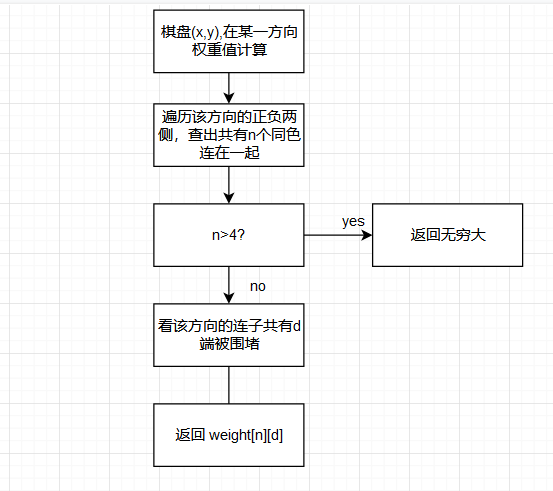 棋盘(x,y),在某一方向
权重值计算
遍历该方向的正负两
侧，查出共有n个同色
连在一起
n>4?
yes
返回无穷大
no
看该方向的连子共有d
端被围堵
返回 weight[n][d]